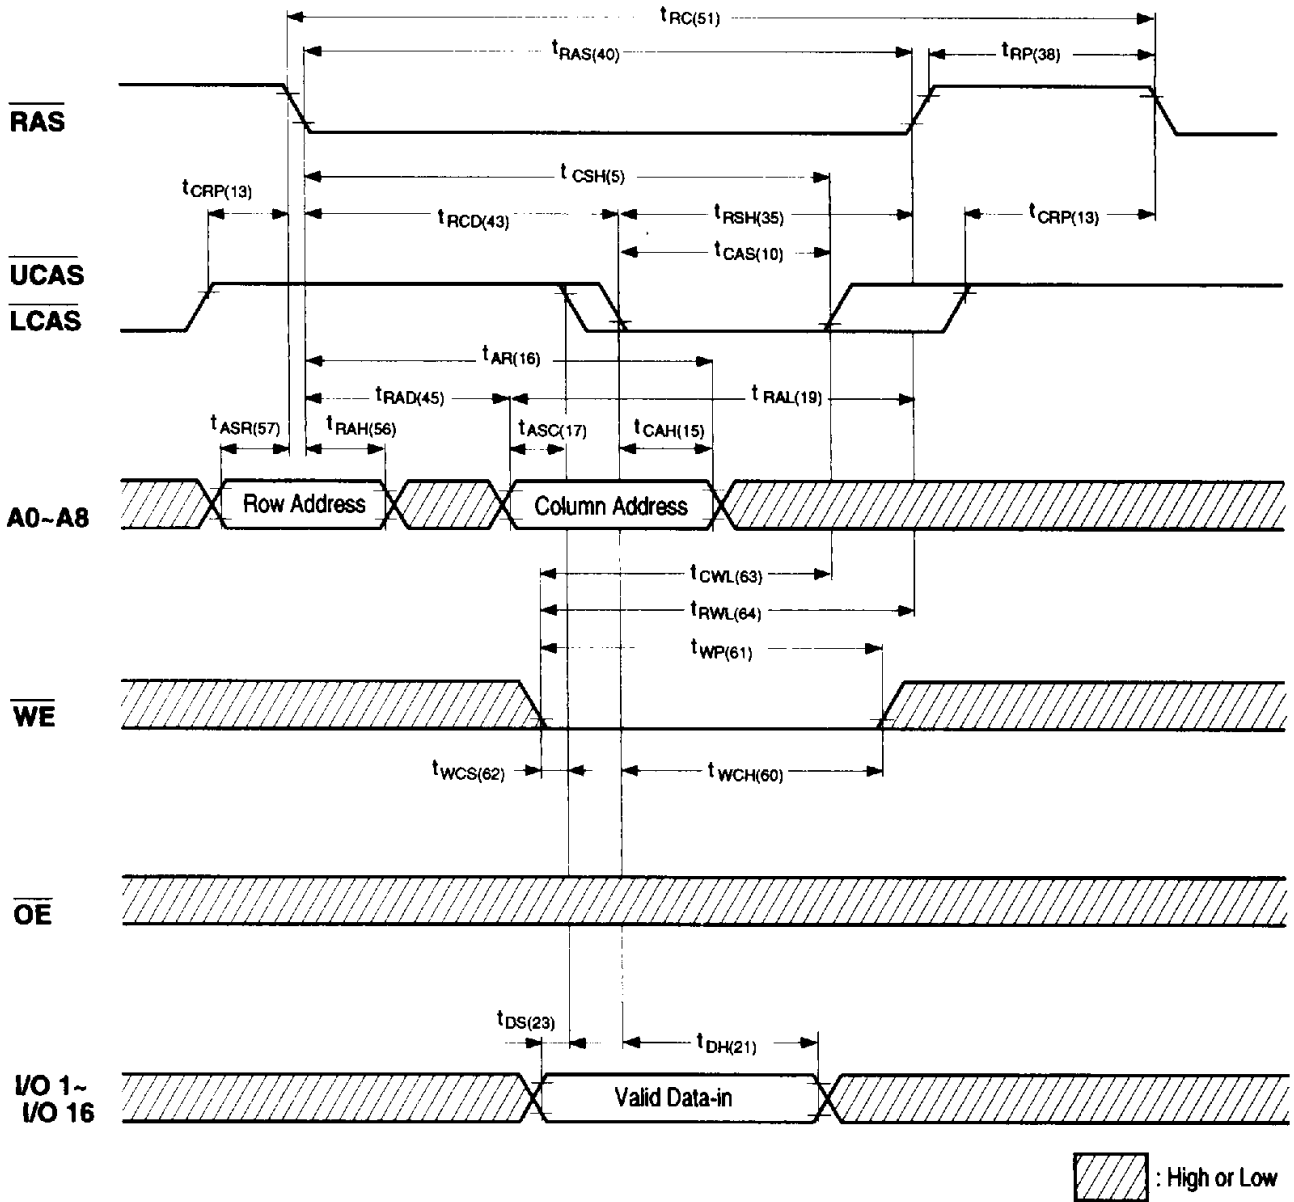 tRC(51)
tRAS(40)
tRP(38)
RAS
tCSH(5)
tCRP(13)
tRCD(43)
tRSH(35)
tCRP(13)
tCAS(10)
UCAS
LCAS
tAR(16)
tRAD(45)
tRAL(19)
tASR(57)
tRAH(56)
tASC(17)
tCAH(15)
A0~A8
Row Address
Column Address
tCWL(63)
tRWL(64)
tWP(61)
WE
tWCS(62)
tWCH(60)
OE
tDS(23)
tDH(21)
I/O 1~
I/O 16
Valid Data-in
: High or Low